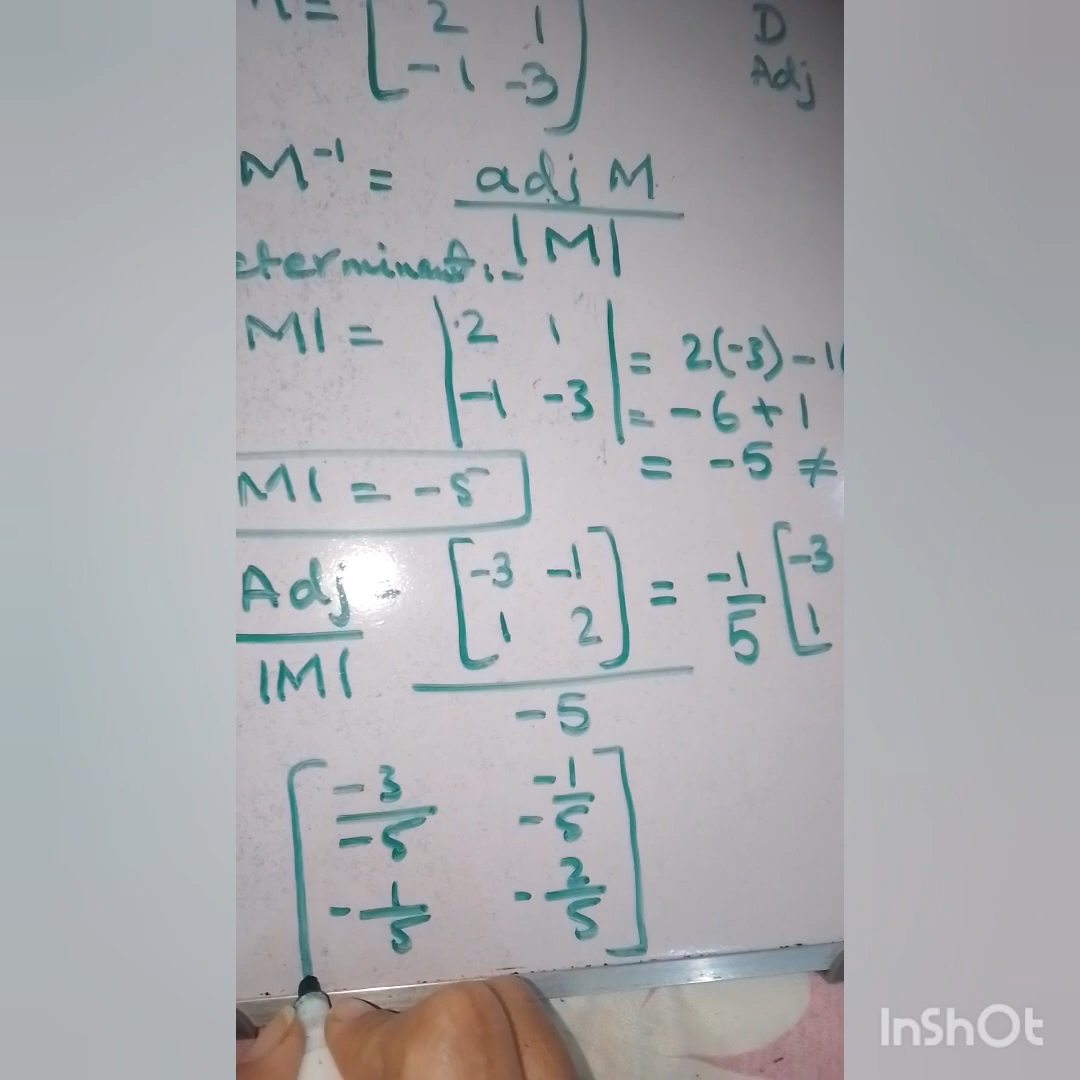 = [ 2 1
-1 -3 ]
D
Adj
M⁻¹ = adj M
|M|
eterminant:-
M| = | 2 1 | = 2(-3) - 1(
| -1 -3 | = -6 + 1
= -5 ≠
M| = -5
Adj = [ -3 -1 ] = -1/5 [ -3
|M| [ 1 2 ] 1
-5
[ -3/-5 -1/-5 ]
[ -1/5 -2/5 ]
InShOt